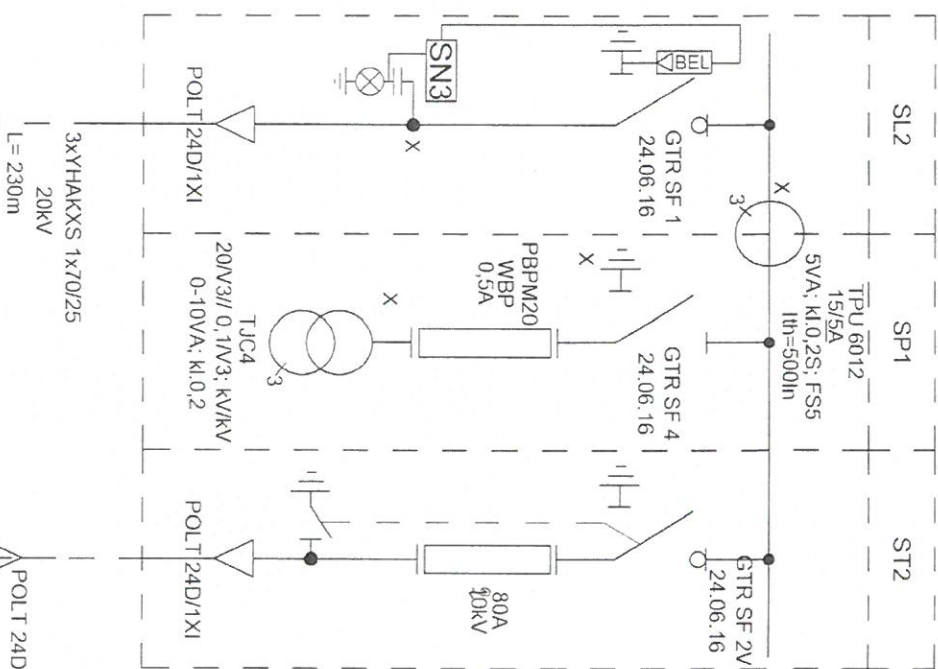 SL2
SP1
ST2
BEL
SN3
GTR SF 1
24.06.16
POLT 24D/1XI
X
3xYHAKXS 1x70/25
20kV
L= 230m
X
3
TPU 6012
15/5A
5VA; kl.0,2S; FS5
Ith=500In
X
GTR SF 4
24.06.16
PBPM20
WBP
0,5A
X
TJC4
20/V3// 0,1/V3; kV/kV
0-10VA; kl.0,2
3
GTR SF 2V
24.06.16
80A
20kV
POLT 24D/1XI
POLT 24D